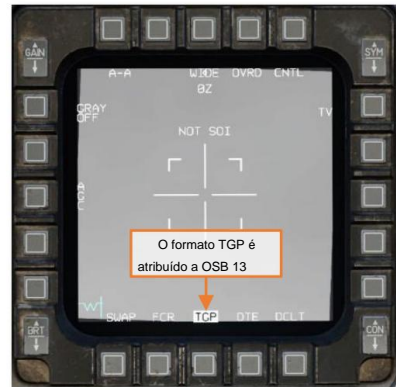 GAIN
SYM
A-A WIDE OVRD CNTL
0Z
GRAY
OFF
TV
NOT SOI
A
G
C
O formato TGP é
atribuído a OSB 13
SWAP FCR TGP DTE DCLT
BRT
CON